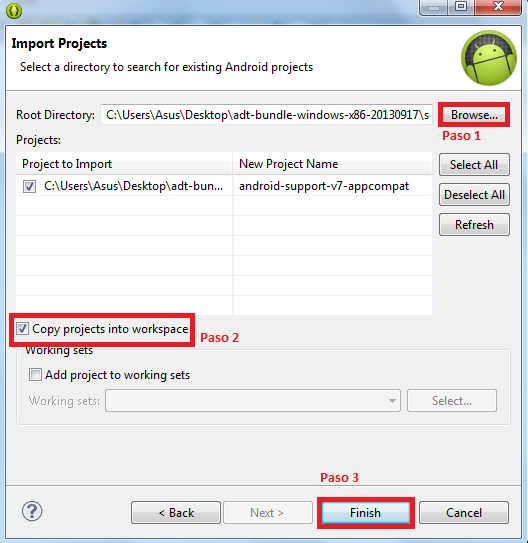 Import Projects
Select a directory to search for existing Android projects
Root Directory: C:\Users\Asus\Desktop\adt-bundle-windows-x86-20130917\s Browse...
Paso 1
Projects:
Project to Import New Project Name
Select All
C:\Users\Asus\Desktop\adt-bun... android-support-v7-appcompat
Deselect All
Refresh
Copy projects into workspace
Paso 2
Working sets
Add project to working sets
Working sets: Select...
Paso 3
? < Back Next > Finish Cancel